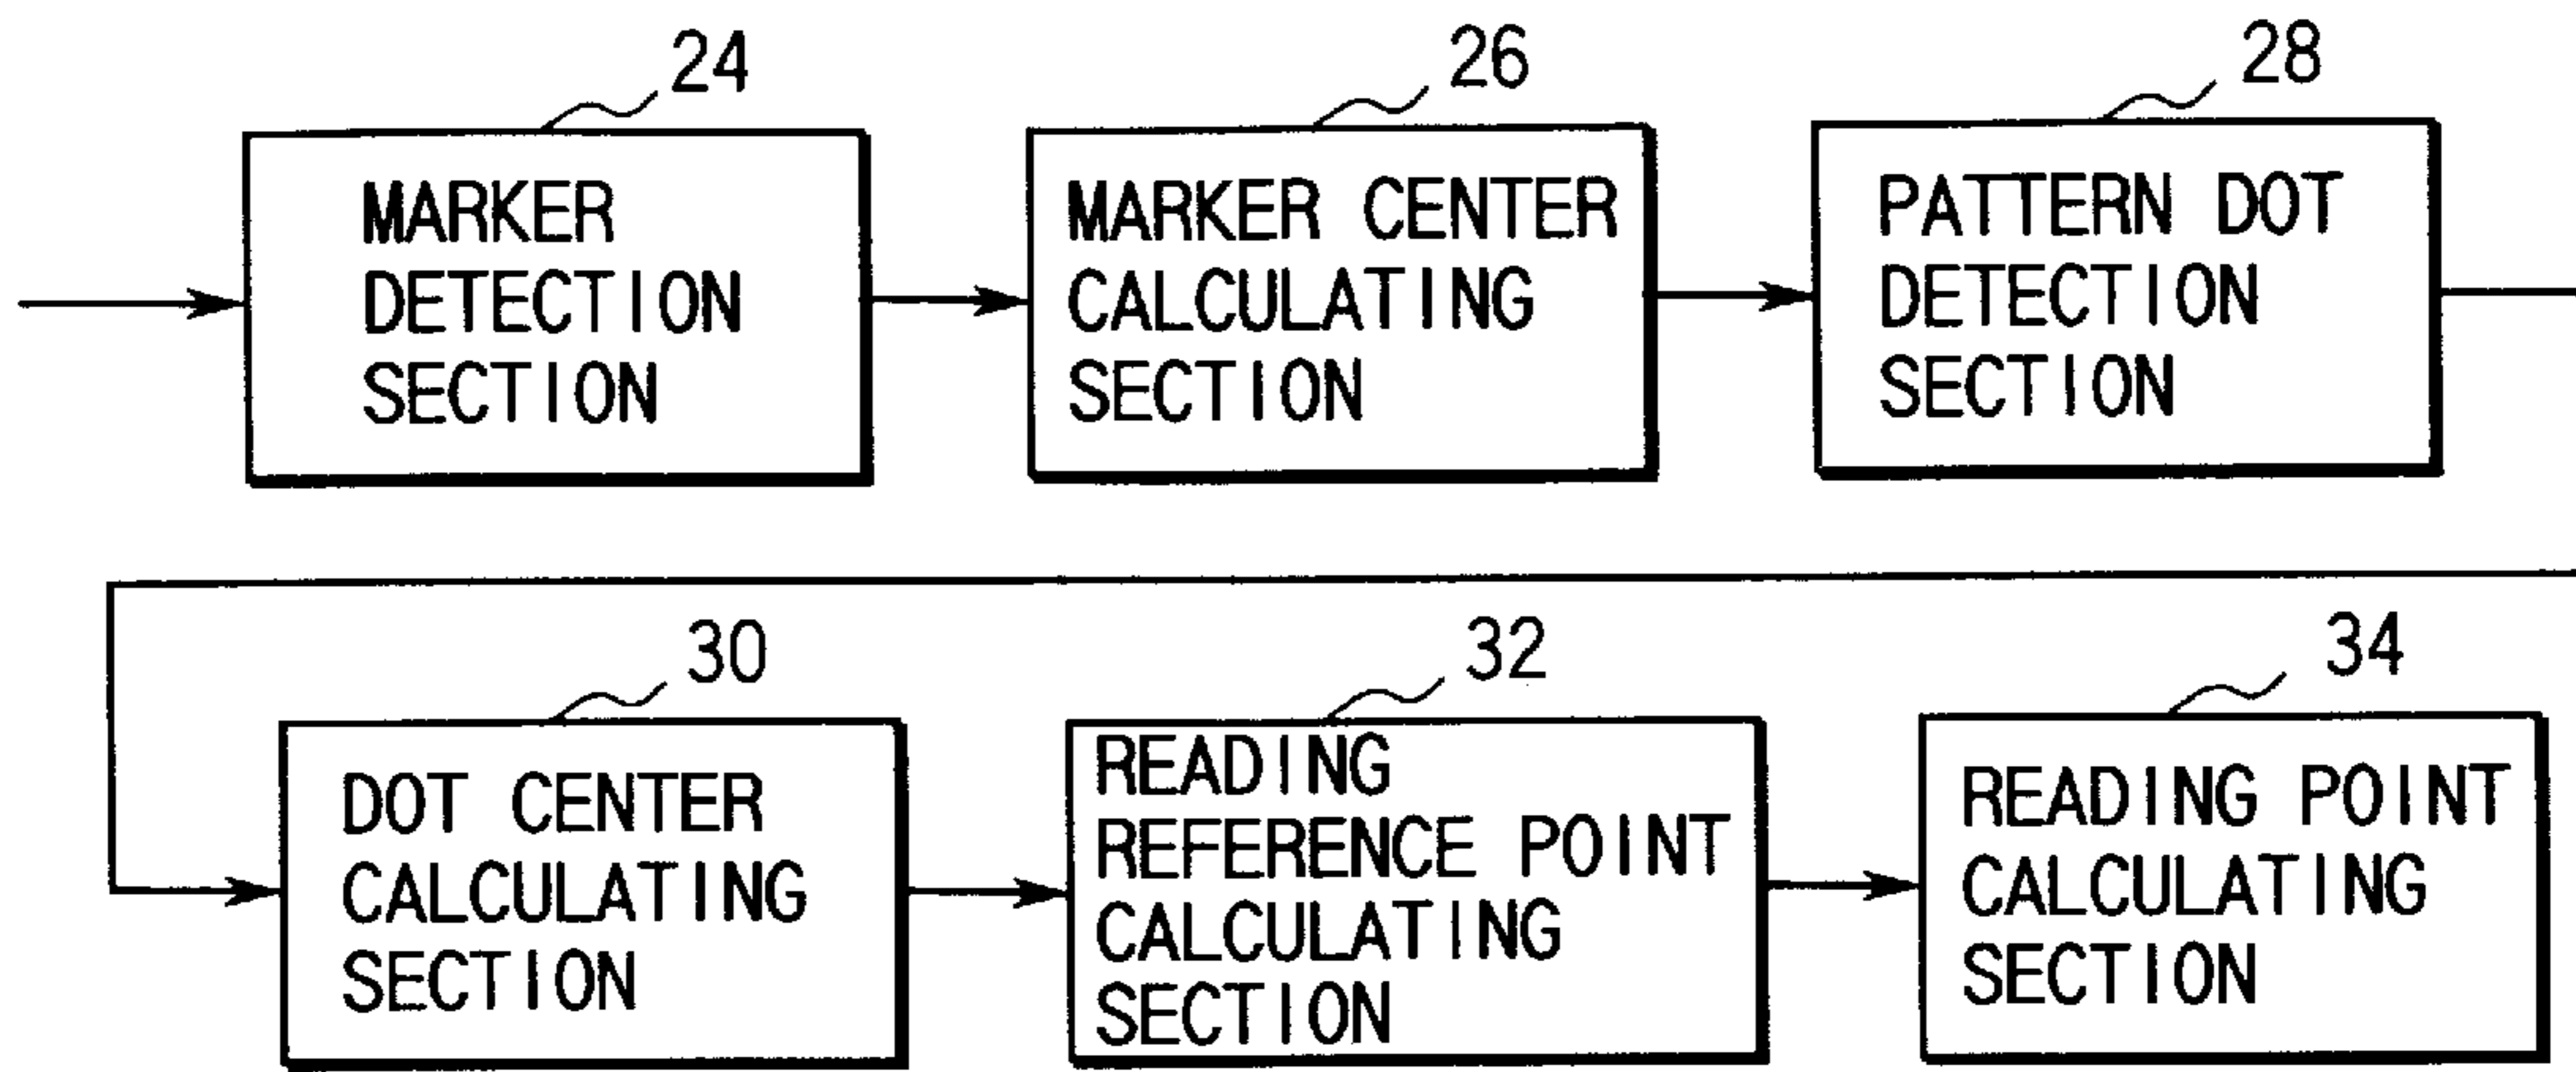 24
MARKER
DETECTION
SECTION
26
MARKER CENTER
CALCULATING
SECTION
28
PATTERN DOT
DETECTION
SECTION
30
DOT CENTER
CALCULATING
SECTION
32
READING
REFERENCE POINT
CALCULATING
SECTION
34
READING POINT
CALCULATING
SECTION